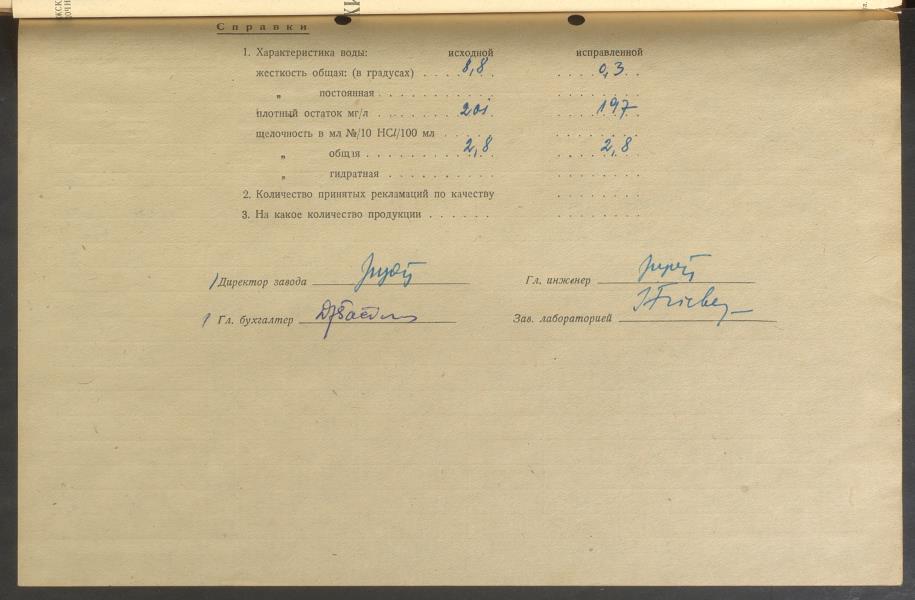 Справки
1. Характеристика воды: исходной исправленной
жесткость общая: (в градусах) . . . . 8,8 . . . . 0,3 . .
„ постоянная . . . . . . . . . . . . . . . . . . .
плотный остаток мг/л . . . . . . . 201 . . . . 197 . .
щелочность в мл N/10 HCl/100 мл . . . . . . . . . . . .
„ общая . . . . . . . . . 2,8 . . . . 2,8 .
„ гидратная . . . . . . . . . . . . . . . . . .
2. Количество принятых рекламаций по качеству . . . . . . . .
3. На какое количество продукции . . . . . . . . . . . . . .
Директор завода Гл. инженер
Гл. бухгалтер Зав. лабораторией